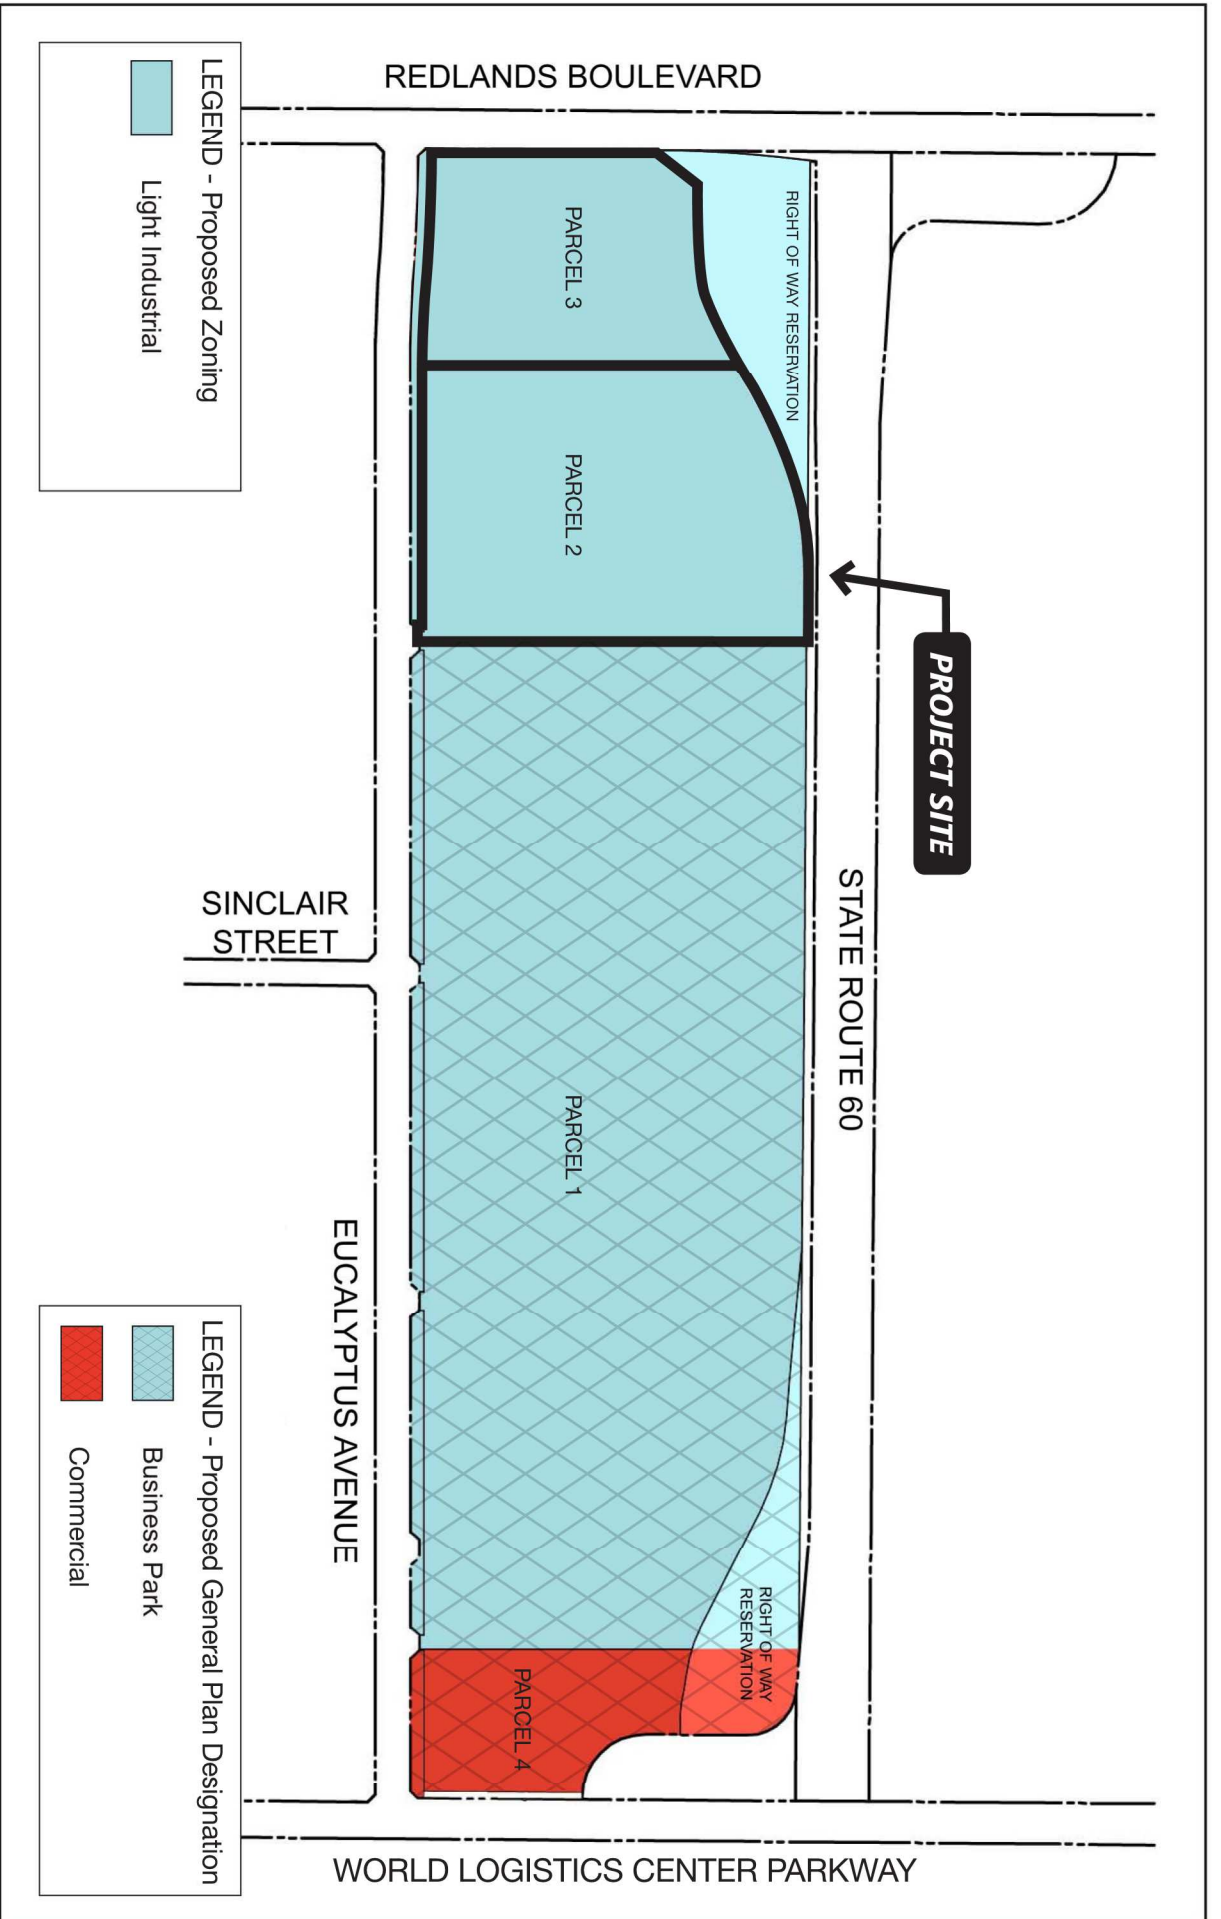 REDLANDS BOULEVARD
RIGHT OF WAY RESERVATION
PARCEL 3
PARCEL 2
PROJECT SITE
STATE ROUTE 60
SINCLAIR
STREET
PARCEL 1
EUCALYPTUS AVENUE
RIGHT OF WAY
RESERVATION
PARCEL 4
WORLD LOGISTICS CENTER PARKWAY
LEGEND - Proposed Zoning
Light Industrial
LEGEND - Proposed General Plan Designation
Business Park
Commercial